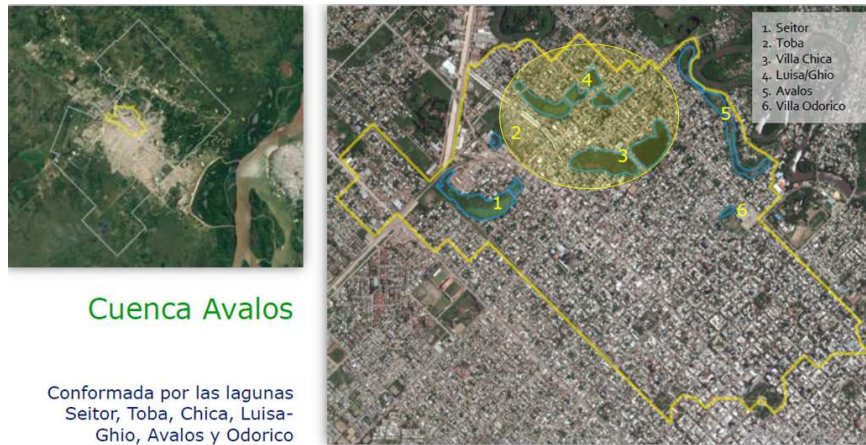 Cuenca Avalos
Conformada por las lagunas
Seitor, Toba, Chica, Luisa-
Ghio, Avalos y Odorico
1. Seitor
2. Toba
3. Villa Chica
4. Luisa/Ghio
5. Avalos
6. Villa Odorico
4
5
2
3
1
6